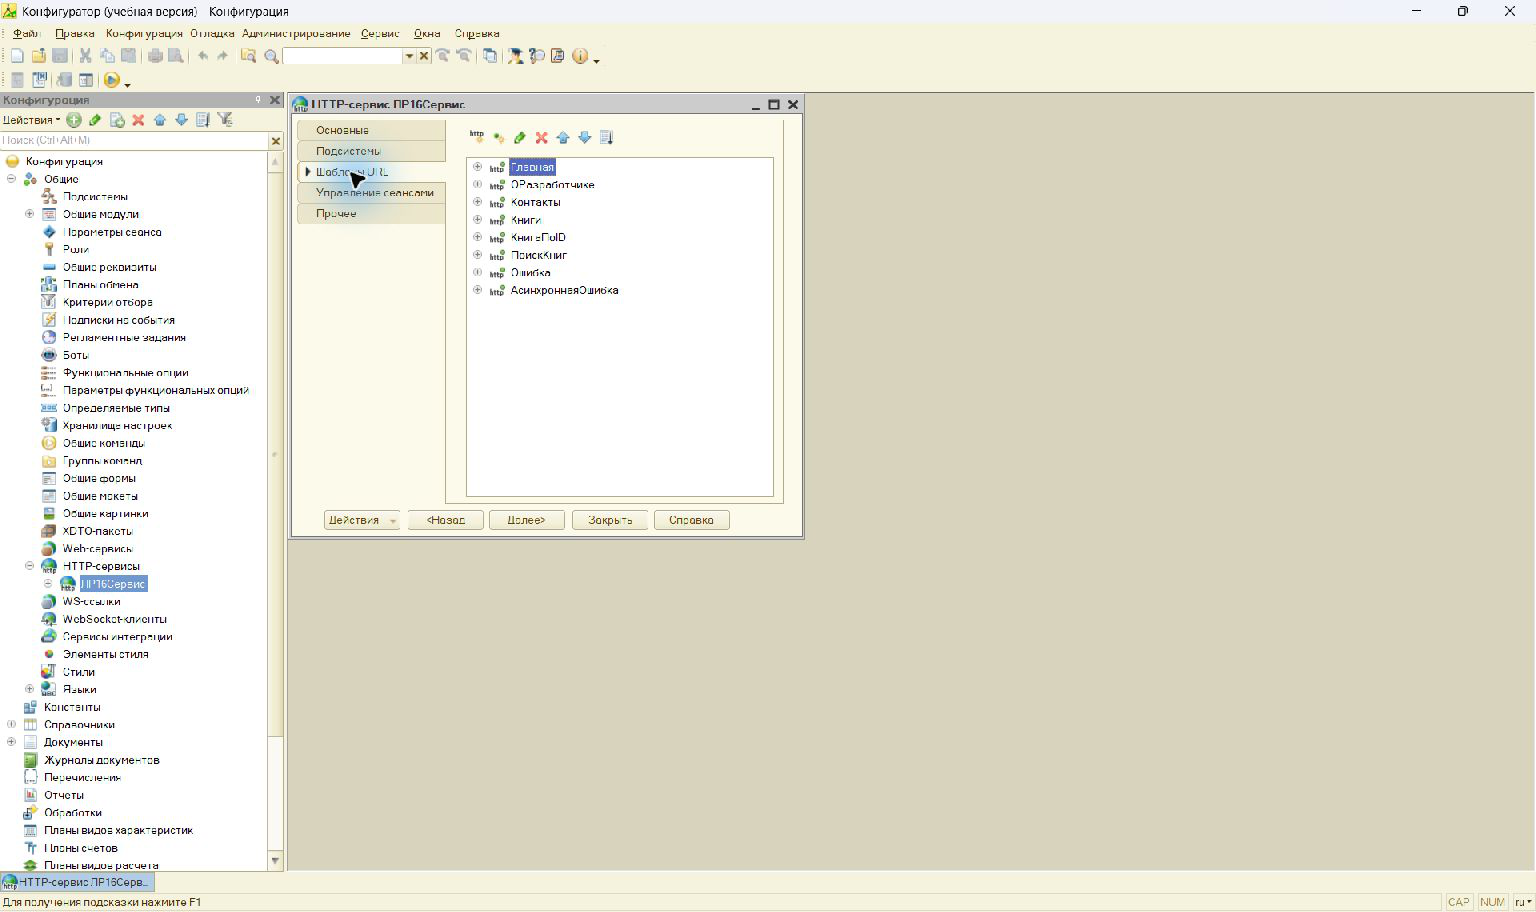 Конфигуратор (учебная версия) - Конфигурация
Файл Правка Конфигурация Отладка Администрирование Сервис Окна Справка
Конфигурация
Действия
Поиск (Ctrl+Alt+M)
Конфигурация
Общие
Подсистемы
Общие модули
Параметры сеанса
Роли
Общие реквизиты
Планы обмена
Критерии отбора
Подписки на события
Регламентные задания
Боты
Функциональные опции
Параметры функциональных опций
Определяемые типы
Хранилища настроек
Общие команды
Группы команд
Общие формы
Общие макеты
Общие картинки
XDTO-пакеты
Web-сервисы
HTTP-сервисы
ПР16Сервис
WS-ссылки
WebSocket-клиенты
Сервисы интеграции
Элементы стиля
Стили
Языки
Константы
Справочники
Документы
Журналы документов
Перечисления
Отчеты
Обработки
Планы видов характеристик
Планы счетов
Планы видов расчета
HTTP-сервис ПР16Сервис
Основные
Подсистемы
Шаблоны URL
Управление сеансами
Прочее
Главная
ОРазработчике
Контакты
Книги
КнигаПоID
ПоискКниг
Ошибка
АсинхроннаяОшибка
Действия <Назад Далее> Закрыть Справка
HTTP-сервис ПР16Серв...
Для получения подсказки нажмите F1
CAP NUM ru